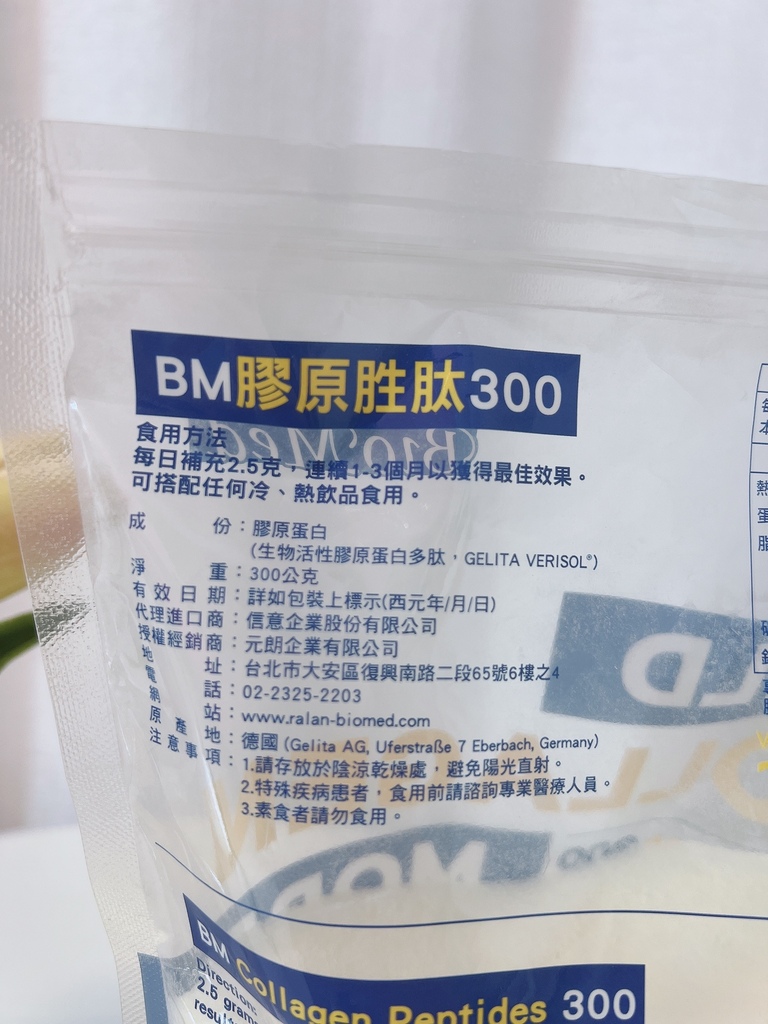 BM膠原胜肽300
食用方法
每日補充2.5克，連續1-3個月以獲得最佳效果。
可搭配任何冷、熱飲品食用。
成份：膠原蛋白
(生物活性膠原蛋白多肽，GELITA VERISOL®)
淨重：300公克
有效日期：詳如包裝上標示(西元年/月/日)
代理進口商：信意企業股份有限公司
授權經銷商：元朗企業有限公司
地址：台北市大安區復興南路二段65號6樓之4
電話：02-2325-2203
網站：www.ralan-biomed.com
原產地：德國 (Gelita AG, Uferstraße 7 Eberbach, Germany)
注意事項：1.請存放於陰涼乾燥處，避免陽光直射。
2.特殊疾病患者，食用前請諮詢專業醫療人員。
3.素食者請勿食用。
BM Collagen Peptides 300
Directions
2.5 gram
resul